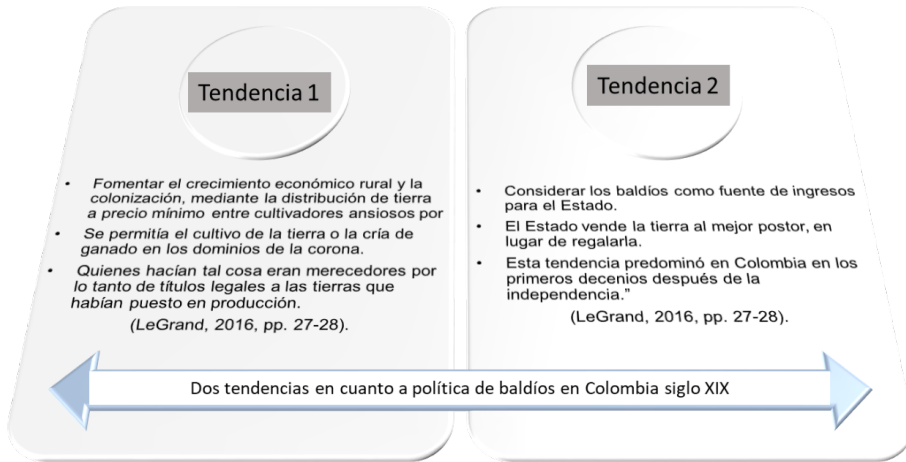 Tendencia 1
• Fomentar el crecimiento económico rural y la
colonización, mediante la distribución de tierra
a precio mínimo entre cultivadores ansiosos por
• Se permitía el cultivo de la tierra o la cría de
ganado en los dominios de la corona.
• Quienes hacían tal cosa eran merecedores por
lo tanto de títulos legales a las tierras que
habían puesto en producción.
(LeGrand, 2016, pp. 27-28).
Tendencia 2
• Considerar los baldíos como fuente de ingresos
para el Estado.
• El Estado vende la tierra al mejor postor, en
lugar de regalarla.
• Esta tendencia predominó en Colombia en los
primeros decenios después de la
independencia.”
(LeGrand, 2016, pp. 27-28).
Dos tendencias en cuanto a política de baldíos en Colombia siglo XIX